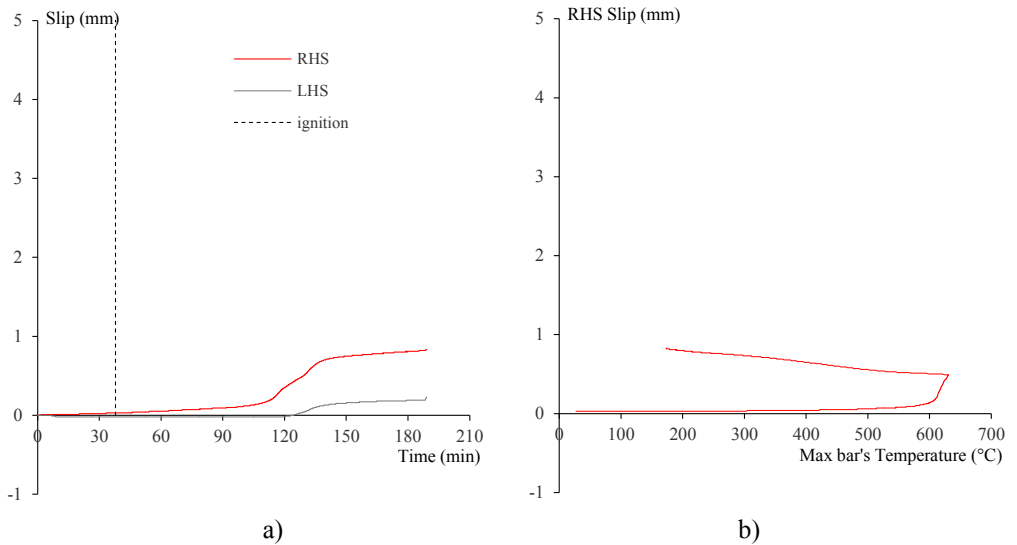 Slip (mm)
5
4
3
2
1
0
-1
0 30 60 90 120 150 180 210
Time (min)
RHS
LHS
ignition
a)
RHS Slip (mm)
5
4
3
2
1
0
-1
0 100 200 300 400 500 600 700
Max bar's Temperature (°C)
b)